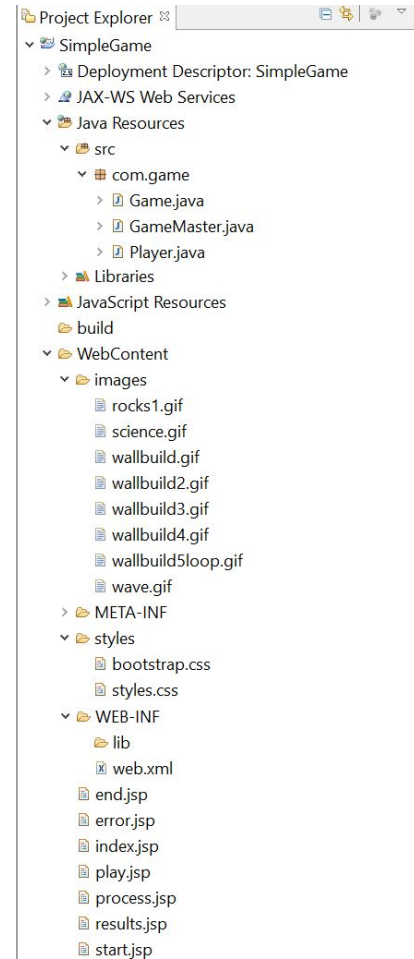 Project Explorer
SimpleGame
Deployment Descriptor: SimpleGame
JAX-WS Web Services
Java Resources
src
com.game
Game.java
GameMaster.java
Player.java
Libraries
JavaScript Resources
build
WebContent
images
rocks1.gif
science.gif
wallbuild.gif
wallbuild2.gif
wallbuild3.gif
wallbuild4.gif
wallbuild5loop.gif
wave.gif
META-INF
styles
bootstrap.css
styles.css
WEB-INF
lib
web.xml
end.jsp
error.jsp
index.jsp
play.jsp
process.jsp
results.jsp
start.jsp